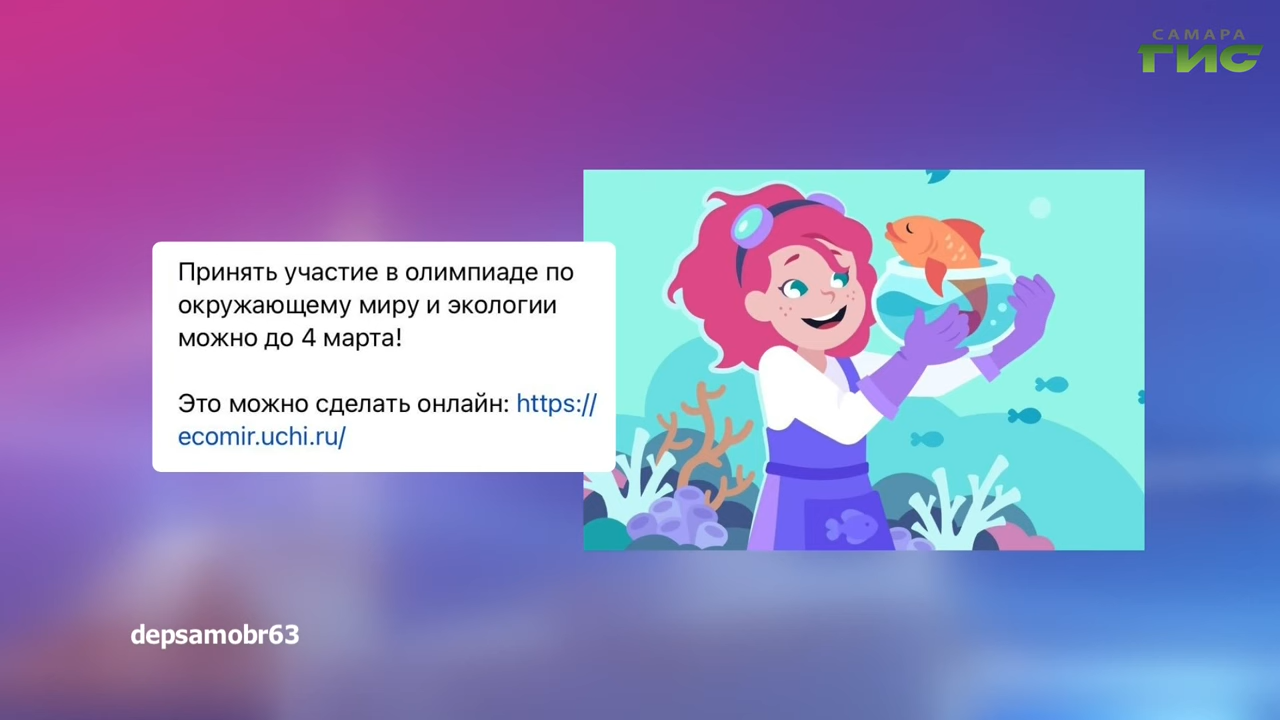 САМАРА
ГИС
Принять участие в олимпиаде по
окружающему миру и экологии
можно до 4 марта!
Это можно сделать онлайн: https://
ecomir.uchi.ru/
depsamobr63